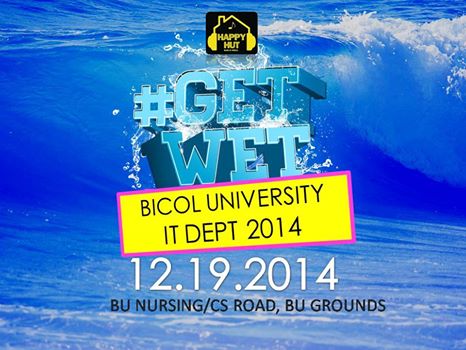 HAPPY
HUT
#GET
WET
BICOL UNIVERSITY
IT DEPT 2014
12.19.2014
BU NURSING/CS ROAD, BU GROUNDS